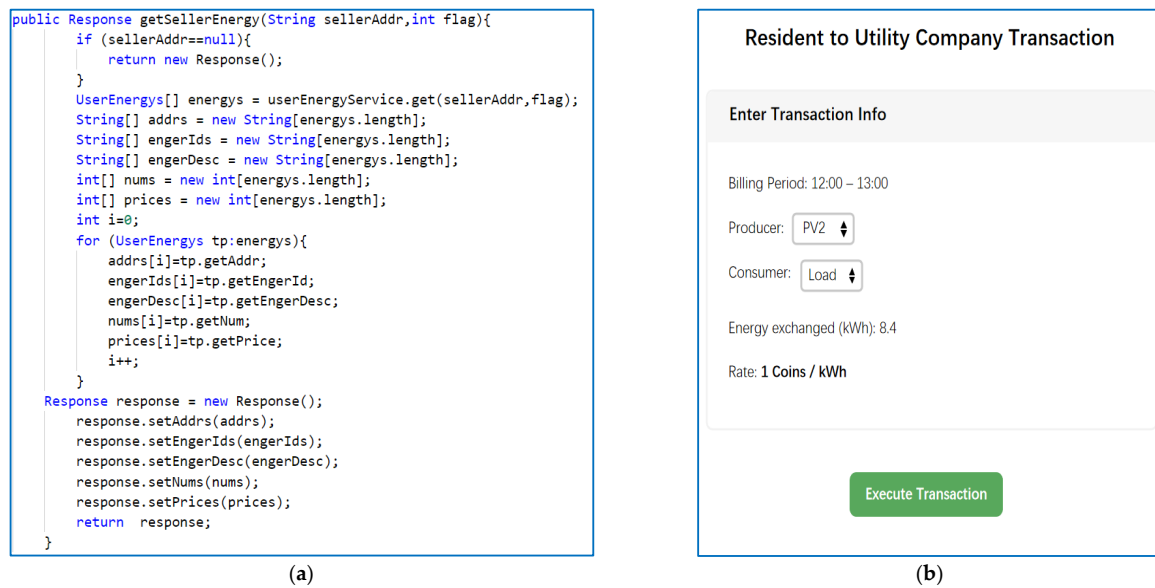 public Response getSellerEnergy(String sellerAddr,int flag){
if (sellerAddr==null){
return new Response();
}
UserEnergys[] energys = userEnergyService.get(sellerAddr,flag);
String[] addrs = new String[energys.length];
String[] engerIds = new String[energys.length];
String[] engerDesc = new String[energys.length];
int[] nums = new int[energys.length];
int[] prices = new int[energys.length];
int i=0;
for (UserEnergys tp:energys){
addrs[i]=tp.getAddr;
engerIds[i]=tp.getEngerId;
engerDesc[i]=tp.getEngerDesc;
nums[i]=tp.getNum;
prices[i]=tp.getPrice;
i++;
}
Response response = new Response();
response.setAddrs(addrs);
response.setEngerIds(engerIds);
response.setEngerDesc(engerDesc);
response.setNums(nums);
response.setPrices(prices);
return  response;
}
(a)
Resident to Utility Company Transaction
Enter Transaction Info
Billing Period: 12:00 – 13:00
Producer: PV2
Consumer: Load
Energy exchanged (kWh): 8.4
Rate: 1 Coins / kWh
Execute Transaction
(b)